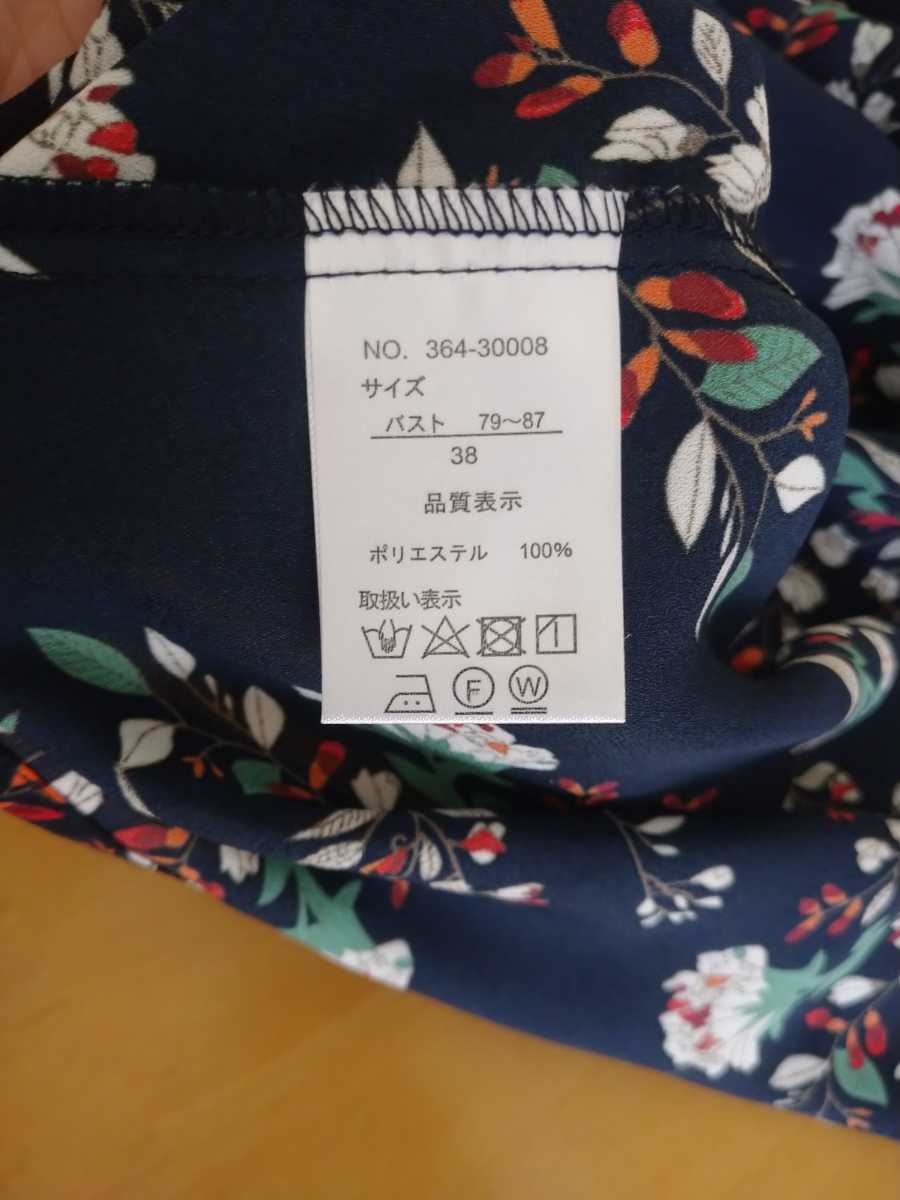 NO. 364-30008
サイズ
バスト 79〜87
38
品質表示
ポリエステル 100%
取扱い表示
F W